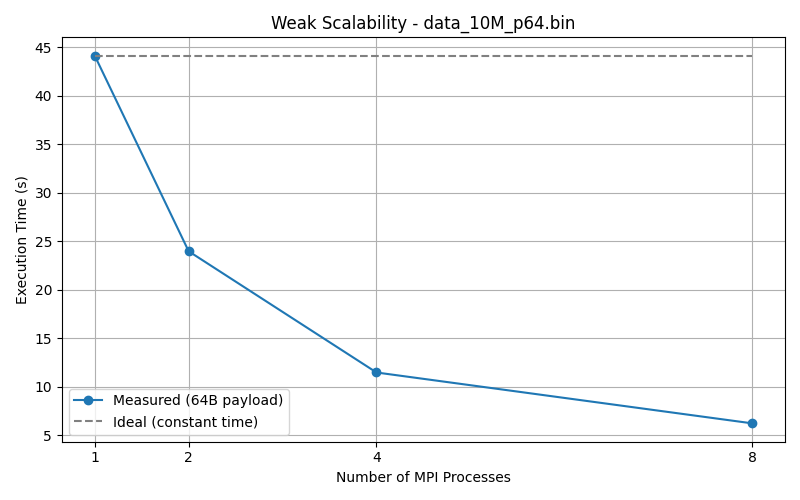 Weak Scalability - data_10M_p64.bin
Execution Time (s)
45
40
35
30
25
20
15
10
5
Measured (64B payload)
Ideal (constant time)
1 2 4 8
Number of MPI Processes